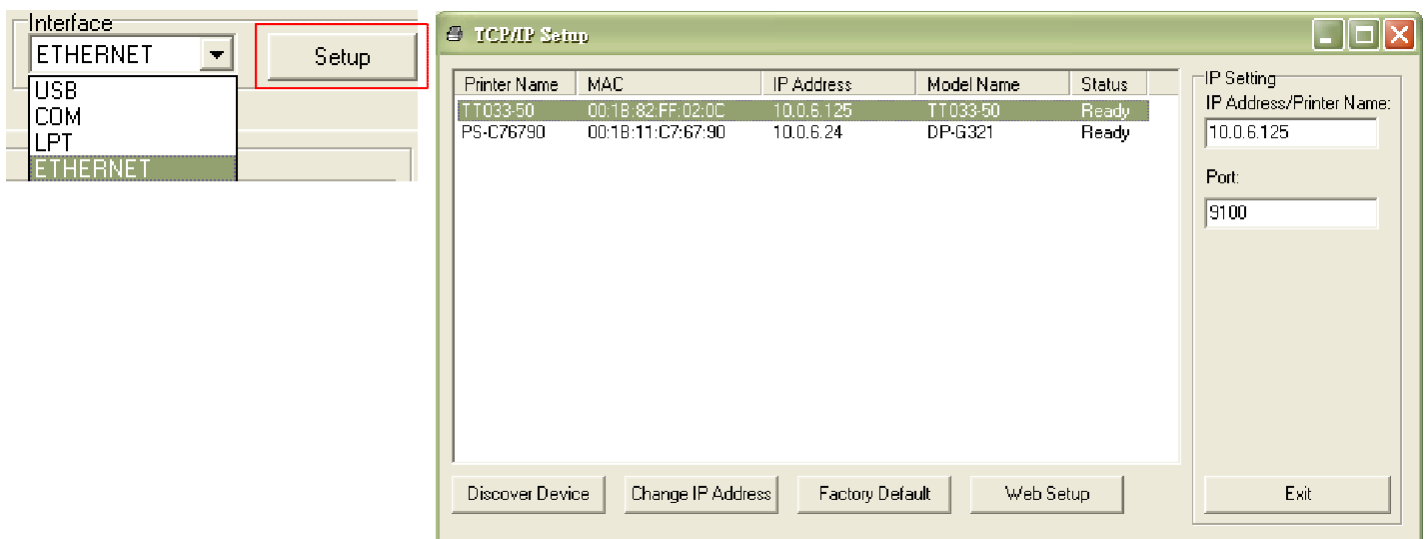 Interface
ETHERNET
Setup
USB
COM
LPT
ETHERNET
TCP/IP Setup
Printer Name MAC IP Address Model Name Status
TT033-50 00:1B:82:FF:02:0C 10.0.6.125 TT033-50 Ready
PS-C76790 00:1B:11:C7:67:90 10.0.6.24 DP-G321 Ready
IP Setting
IP Address/Printer Name:
10.0.6.125
Port:
9100
Discover Device Change IP Address Factory Default Web Setup Exit